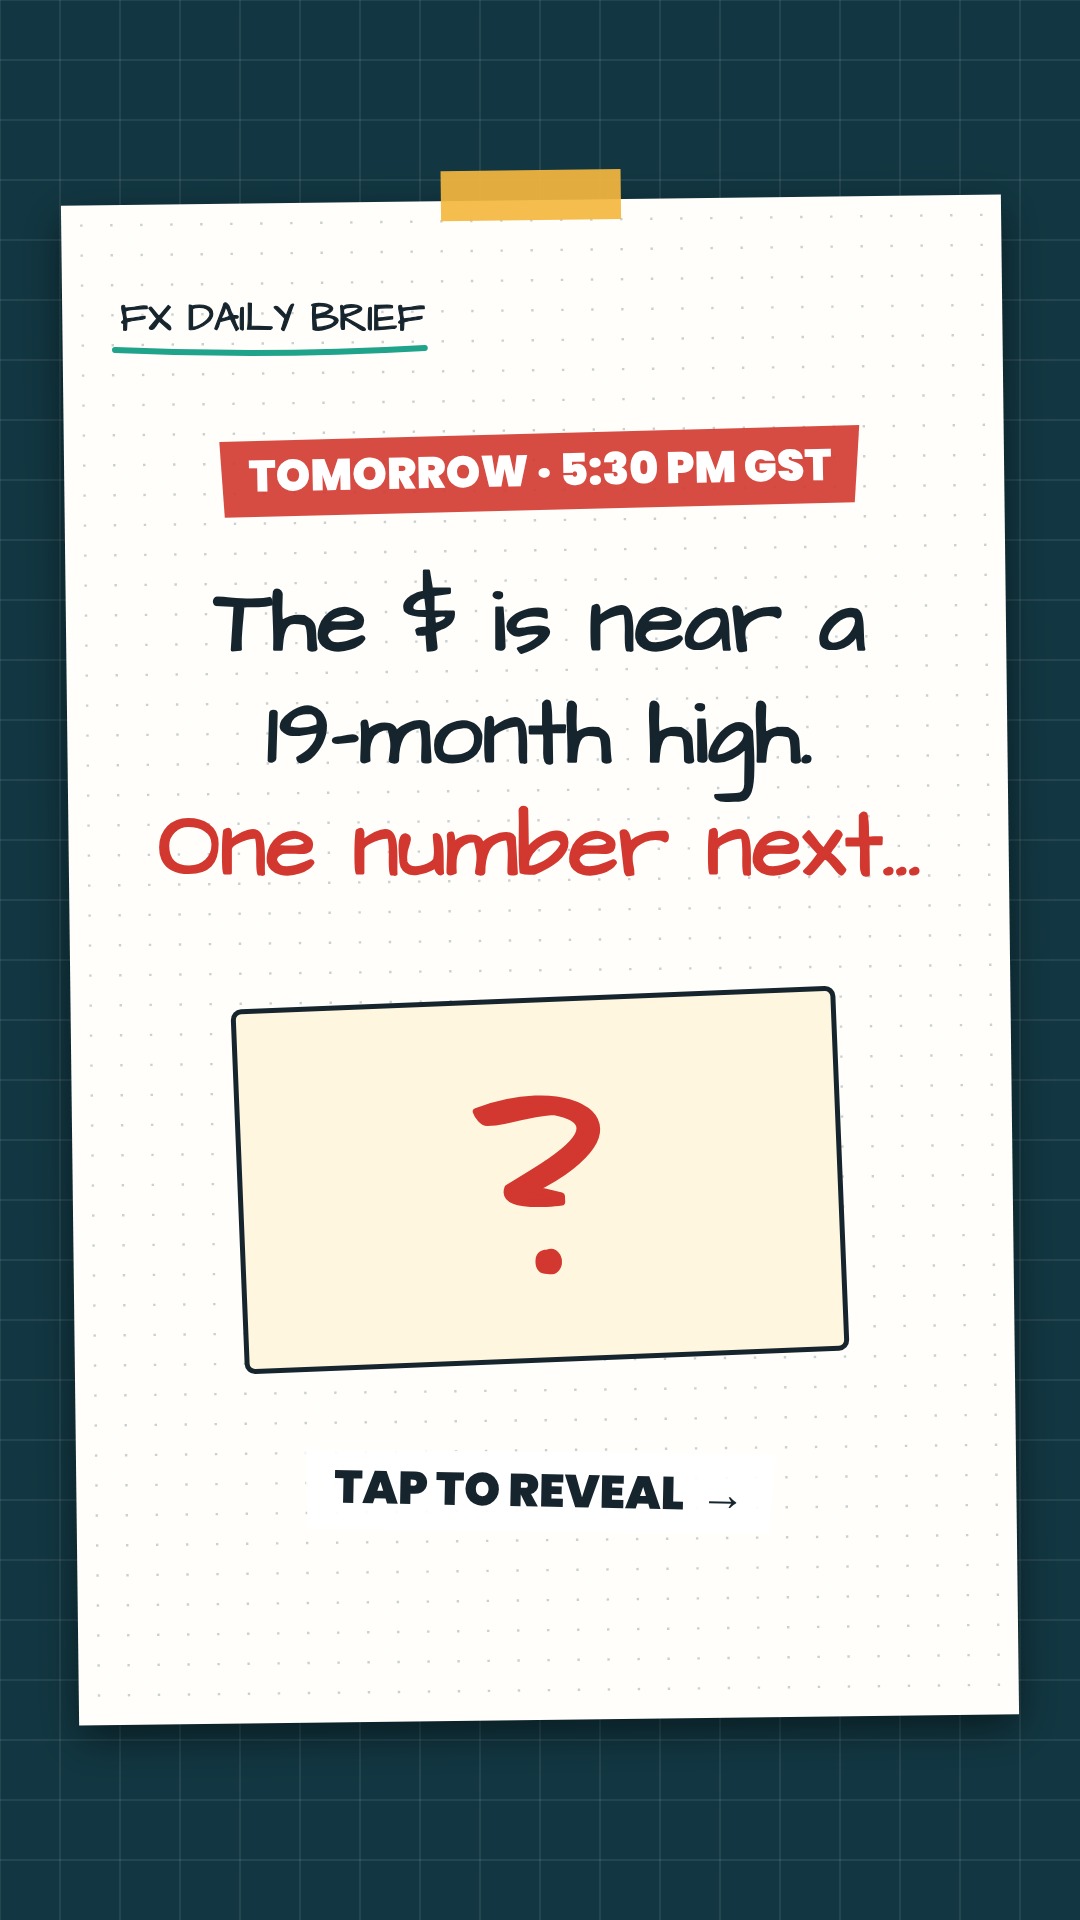 FX DAILY BRIEF
TOMORROW • 5:30 PM GST
The $ is near a
19-month high.
One number next...
?
TAP TO REVEAL →